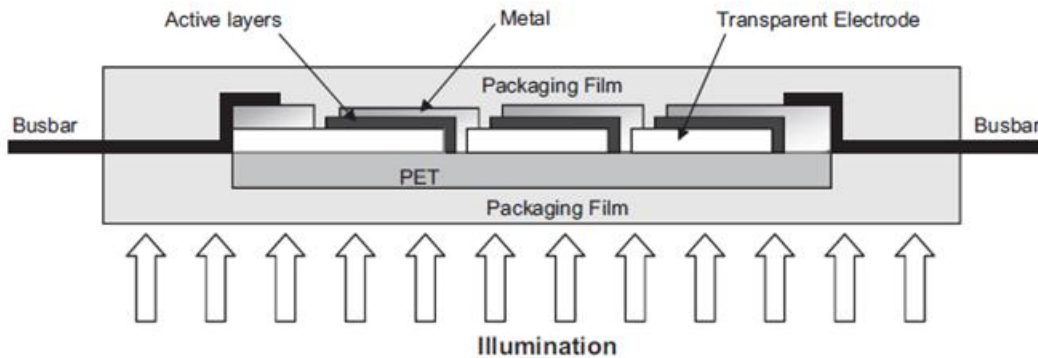 Active layers
Metal
Transparent Electrode
Packaging Film
Busbar
Busbar
PET
Packaging Film
Illumination